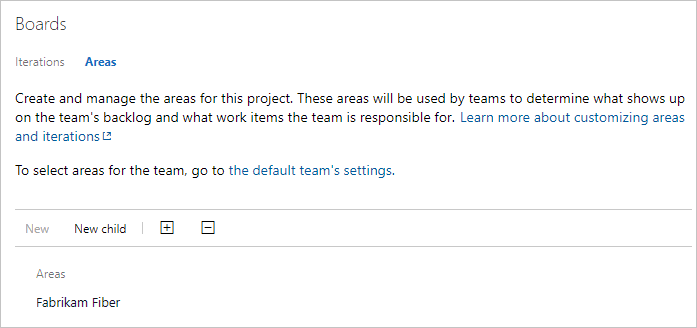 Boards
Iterations Areas
Create and manage the areas for this project. These areas will be used by teams to determine what shows up
on the team's backlog and what work items the team is responsible for. Learn more about customizing areas
and iterations
To select areas for the team, go to the default team's settings.
New New child
Areas
Fabrikam Fiber